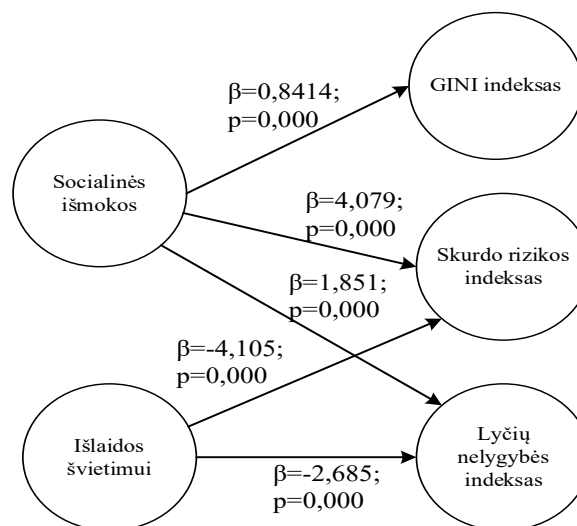 GINI indeksas
β=0,8414;
p=0,000
Socialinės
išmokos
β=4,079;
p=0,000
Skurdo rizikos
indeksas
β=1,851;
p=0,000
β=-4,105;
p=0,000
Išlaidos
švietimui
Lyčių
nelygybės
indeksas
β=-2,685;
p=0,000